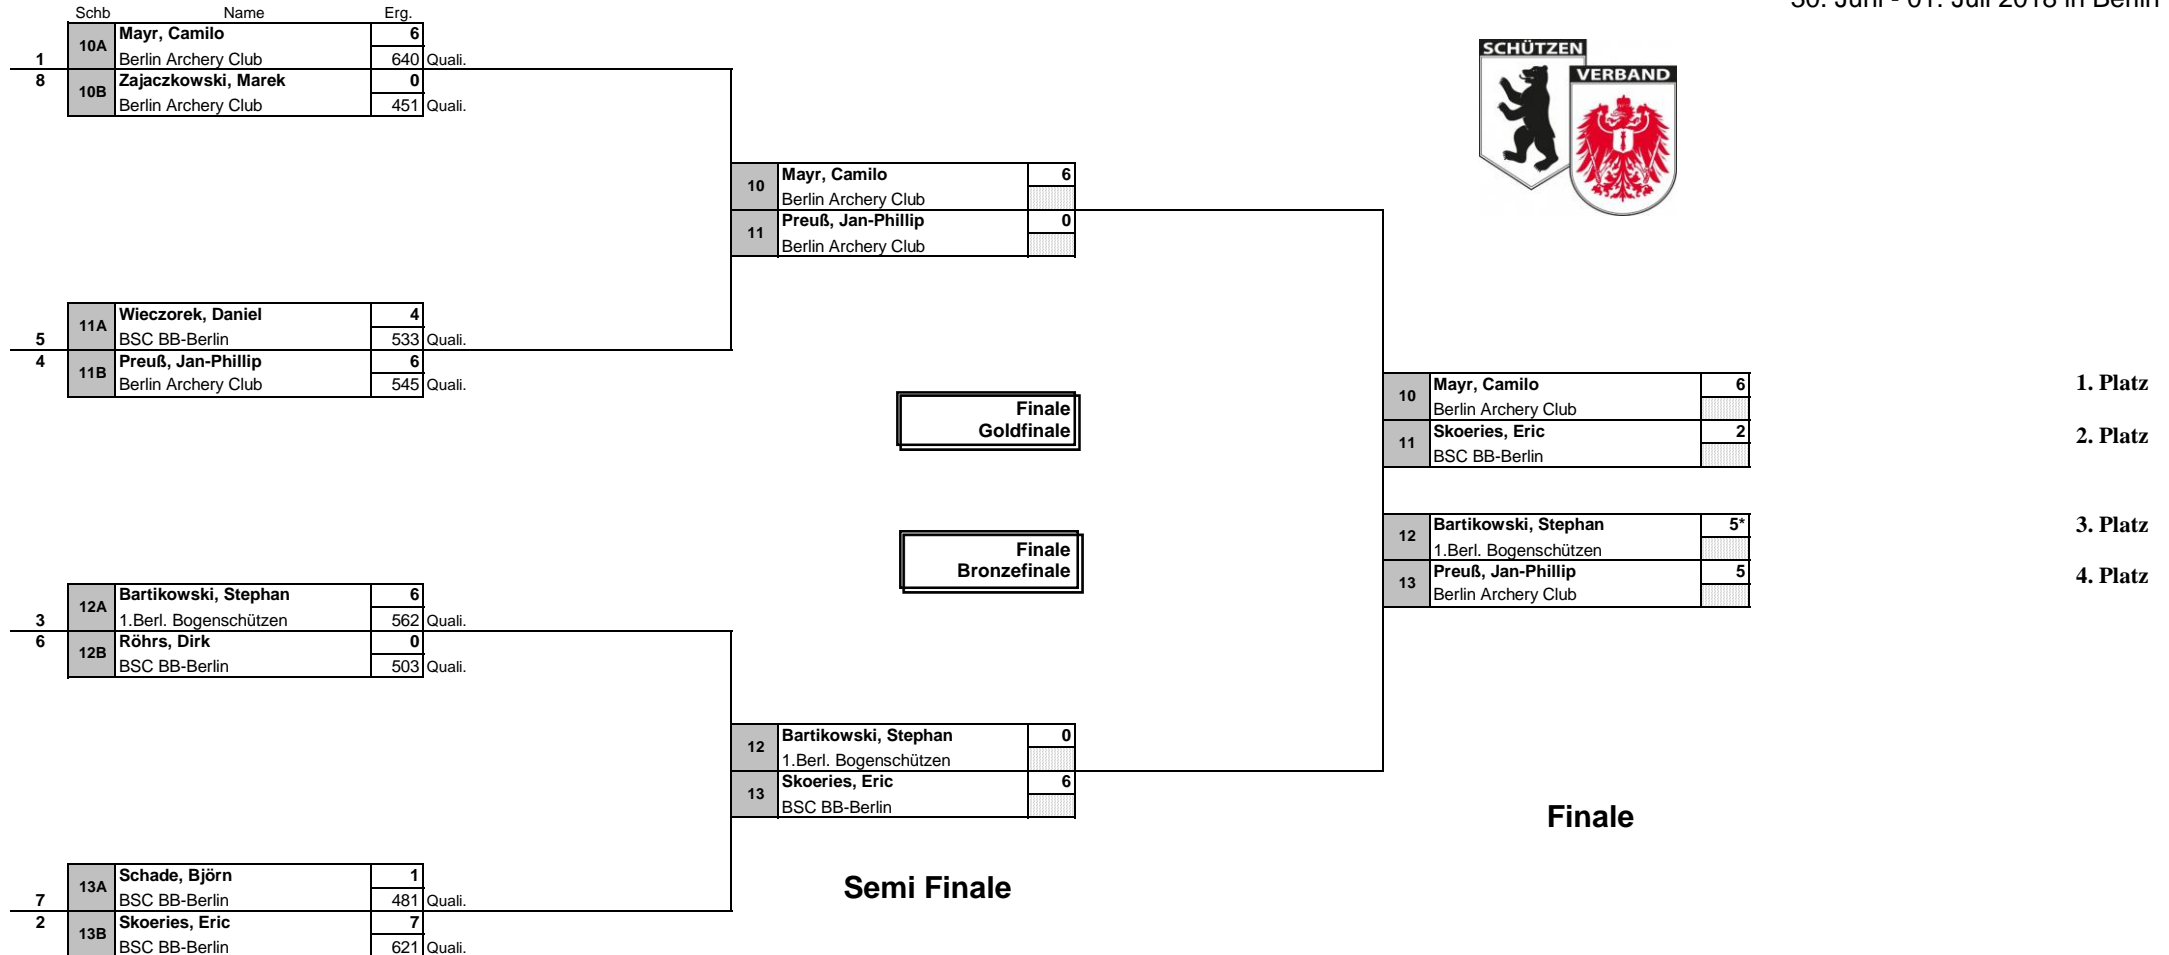 30. Juni - 01. Juli 2018 in Berlin
Schb Name Erg.
10A Mayr, Camilo 6
1 Berlin Archery Club 640 Quali.
8 10B Zajaczkowski, Marek 0
Berlin Archery Club 451 Quali.
SCHÜTZEN
VERBAND
10 Mayr, Camilo 6
Berlin Archery Club
11 Preuß, Jan-Phillip 0
Berlin Archery Club
11A Wieczorek, Daniel 4
5 BSC BB-Berlin 533 Quali.
4 11B Preuß, Jan-Phillip 6
Berlin Archery Club 545 Quali.
Finale
Goldfinale
10 Mayr, Camilo 6 1. Platz
Berlin Archery Club
11 Skoeries, Eric 2 2. Platz
BSC BB-Berlin
Finale
Bronzefinale
12 Bartikowski, Stephan 5* 3. Platz
1.Berl. Bogenschützen
13 Preuß, Jan-Phillip 5 4. Platz
Berlin Archery Club
12A Bartikowski, Stephan 6
3 1.Berl. Bogenschützen 562 Quali.
6 12B Röhrs, Dirk 0
BSC BB-Berlin 503 Quali.
12 Bartikowski, Stephan 0
1.Berl. Bogenschützen
13 Skoeries, Eric 6
BSC BB-Berlin
Finale
Semi Finale
13A Schade, Björn 1
7 BSC BB-Berlin 481 Quali.
2 13B Skoeries, Eric 7
BSC BB-Berlin 621 Quali.